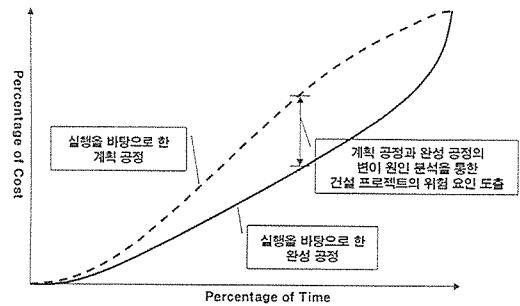 Percentage of Cost
실행을 바탕으로 한
계획 공정
계획 공정과 완성 공정의
변이 원인 분석을 통한
건설 프로젝트의 위험 요인 도출
실행을 바탕으로 한
완성 공정
Percentage of Time